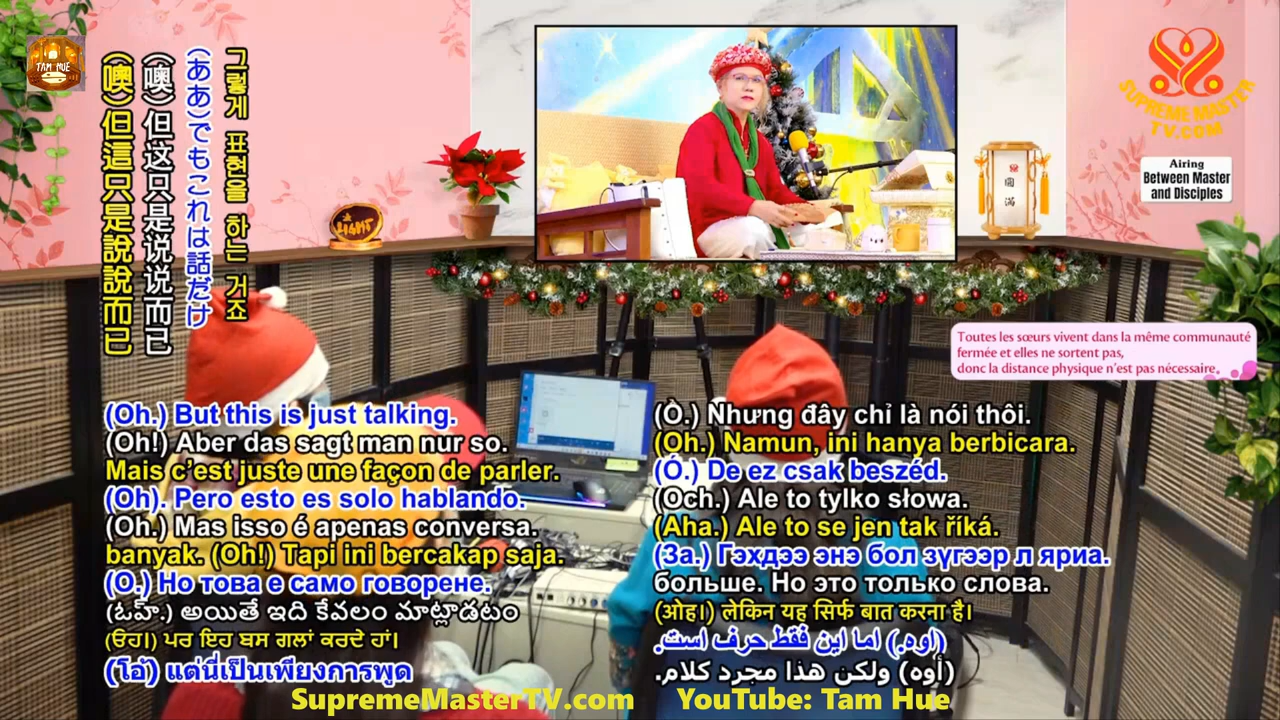 TAM HUE
그렇게 표현을 하는 거죠
(ああ)でもこれは話だけ
(噢)但这只是说说而已
(噢)但這只是說說而已
LIGHT
圓滿
SUPREME MASTER
TV.COM
Airing
Between Master
and Disciples
Toutes les sœurs vivent dans la même communauté
fermée et elles ne sortent pas,
donc la distance physique n'est pas nécessaire.
(Oh.) But this is just talking.
(Oh!) Aber das sagt man nur so.
Mais c'est juste une façon de parler.
(Oh). Pero esto es solo hablando.
(Oh.) Mas isso é apenas conversa.
banyak. (Oh!) Tapi ini bercakap saja.
(О.) Но това е само говорене.
(ఓహ్.) అయితే ఇది కేవలం మాట్లాడటం
(ਓਹ।) ਪਰ ਇਹ ਬਸ ਗਲਾਂ ਕਰਦੇ ਹਾਂ।
(โอ้) แต่นี่เป็นเพียงการพูด
(Ồ.) Nhưng đây chỉ là nói thôi.
(Oh.) Namun, ini hanya berbicara.
(Ó.) De ez csak beszéd.
(Och.) Ale to tylko słowa.
(Aha.) Ale to se jen tak říká.
(За.) Гэхдээ энэ бол зүгээр л яриа.
больше. Но это только слова.
(ओह।) लेकिन यह सिर्फ बात करना है।
(اوه.) اما این فقط حرف است.
(أوه) ولكن هذا مجرد كلام.
SupremeMasterTV.com YouTube: Tam Hue